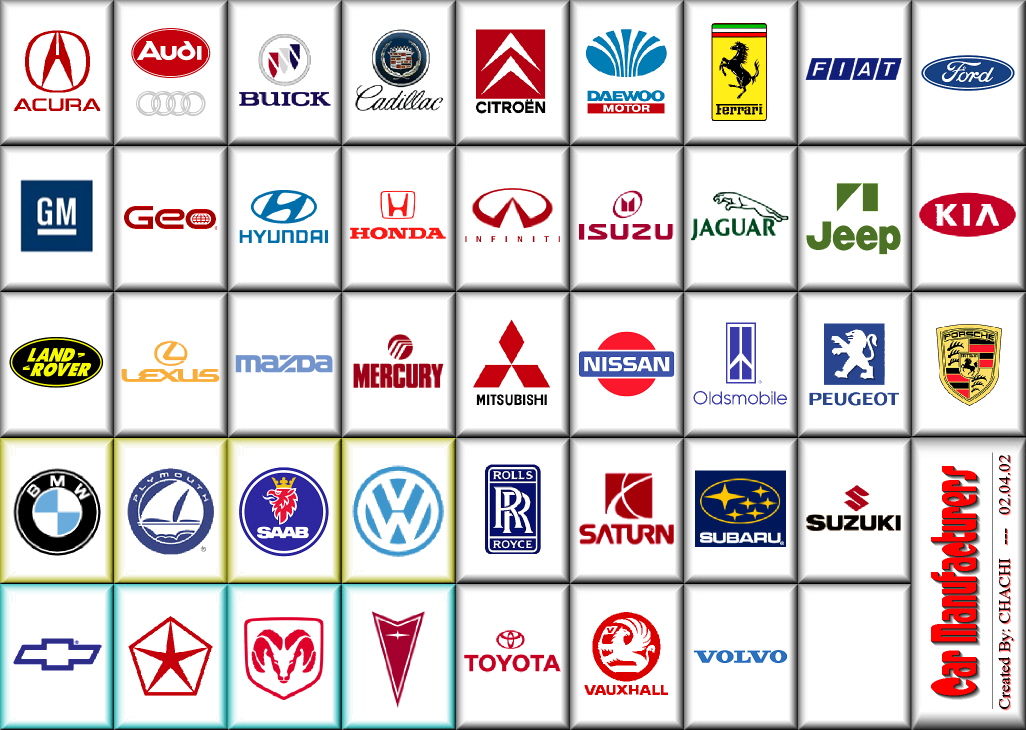 ACURA
Audi
BUICK
Cadillac
CITROËN
DAEWOO
MOTOR
Ferrari
FIAT
Ford
GM
Geo
HYUNDAI
HONDA
INFINITI
ISUZU
JAGUAR
Jeep
KIA
LAND-
-ROVER
LEXUS
mazda
MERCURY
MITSUBISHI
NISSAN
Oldsmobile
PEUGEOT
PORSCHE
BMW
PLYMOUTH
SAAB
VW
ROLLS
RR
ROYCE
SATURN
SUBARU
SUZUKI
TOYOTA
VAUXHALL
VOLVO
Car Manufacturers
Created By: CHACHI --- 02.04.02